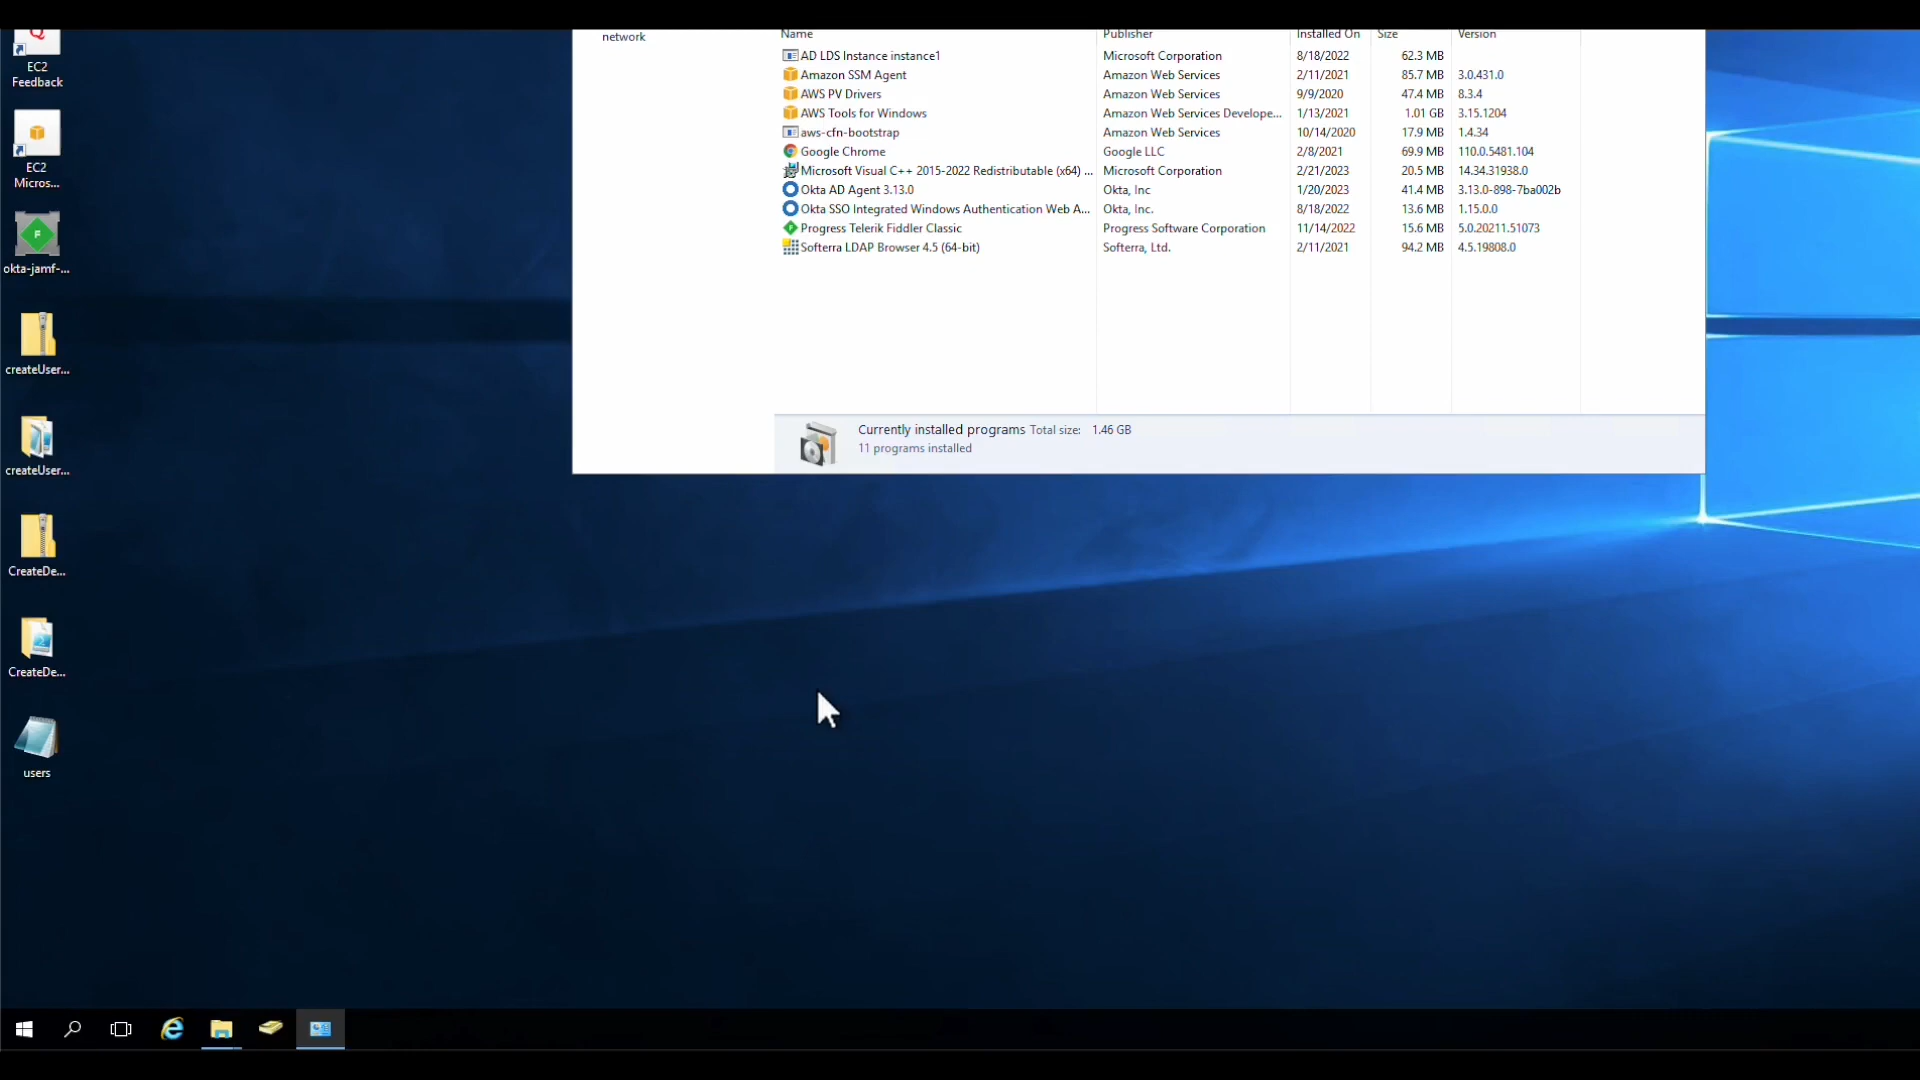 EC2
Feedback
EC2
Micros...
okta-jamf-...
createUser...
createUser...
CreateDe...
CreateDe...
users
network
Name Publisher Installed On Size Version
AD LDS Instance instance1 Microsoft Corporation 8/18/2022 62.3 MB
Amazon SSM Agent Amazon Web Services 2/11/2021 85.7 MB 3.0.431.0
AWS PV Drivers Amazon Web Services 9/9/2020 47.4 MB 8.3.4
AWS Tools for Windows Amazon Web Services Develope... 1/13/2021 1.01 GB 3.15.1204
aws-cfn-bootstrap Amazon Web Services 10/14/2020 17.9 MB 1.4.34
Google Chrome Google LLC 2/8/2021 69.9 MB 110.0.5481.104
Microsoft Visual C++ 2015-2022 Redistributable (x64) ... Microsoft Corporation 2/21/2023 20.5 MB 14.34.31938.0
Okta AD Agent 3.13.0 Okta, Inc 1/20/2023 41.4 MB 3.13.0-898-7ba002b
Okta SSO Integrated Windows Authentication Web A... Okta, Inc. 8/18/2022 13.6 MB 1.15.0.0
Progress Telerik Fiddler Classic Progress Software Corporation 11/14/2022 15.6 MB 5.0.20211.51073
Softerra LDAP Browser 4.5 (64-bit) Softerra, Ltd. 2/11/2021 94.2 MB 4.5.19808.0
Currently installed programs Total size: 1.46 GB
11 programs installed